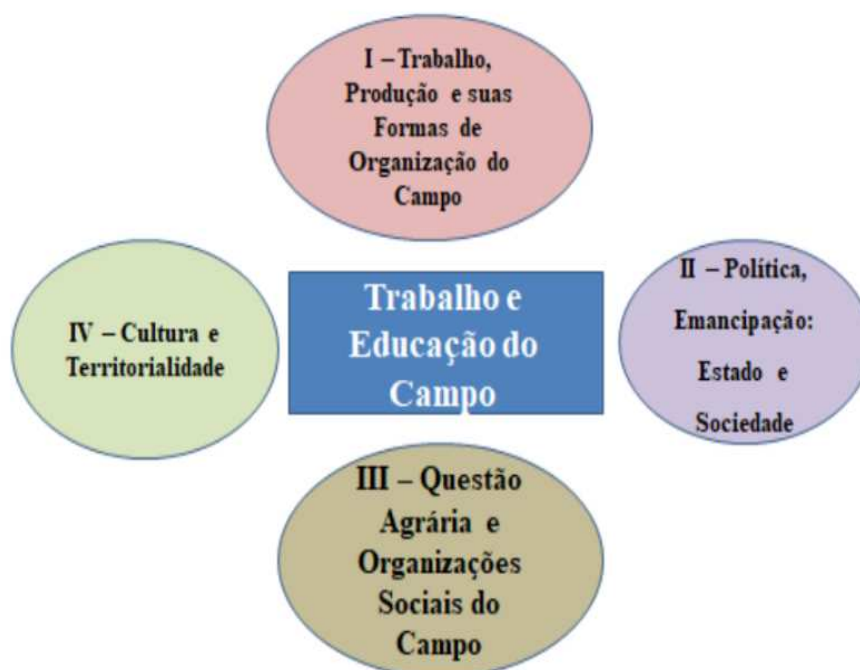 I – Trabalho,
Produção e suas
Formas de
Organização do
Campo
IV – Cultura e
Territorialidade
Trabalho e
Educação do
Campo
II – Política,
Emancipação:
Estado e
Sociedade
III – Questão
Agrária e
Organizações
Sociais do
Campo